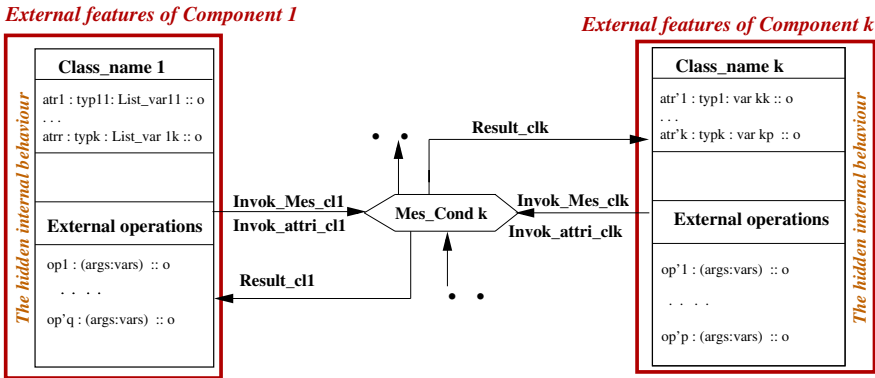 External features of Component 1
The hidden internal behaviour
Class_name 1
atr1 : typ11: List_var11 :: o
. . .
atrr : typk : List_var 1k :: o
External operations
op1 : (args:vars) :: o
. . . .
op’q : (args:vars) :: o
Invok_Mes_cl1
Invok_attri_cl1
Result_cl1
Mes_Cond k
Result_clk
Invok_Mes_clk
Invok_attri_clk
External features of Component k
Class_name k
atr’1 : typ1: var kk :: o
. . .
atr’k : typk : var kp :: o
External operations
op’1 : (args:vars) :: o
. . . .
op’p : (args:vars) :: o
The hidden internal behaviour